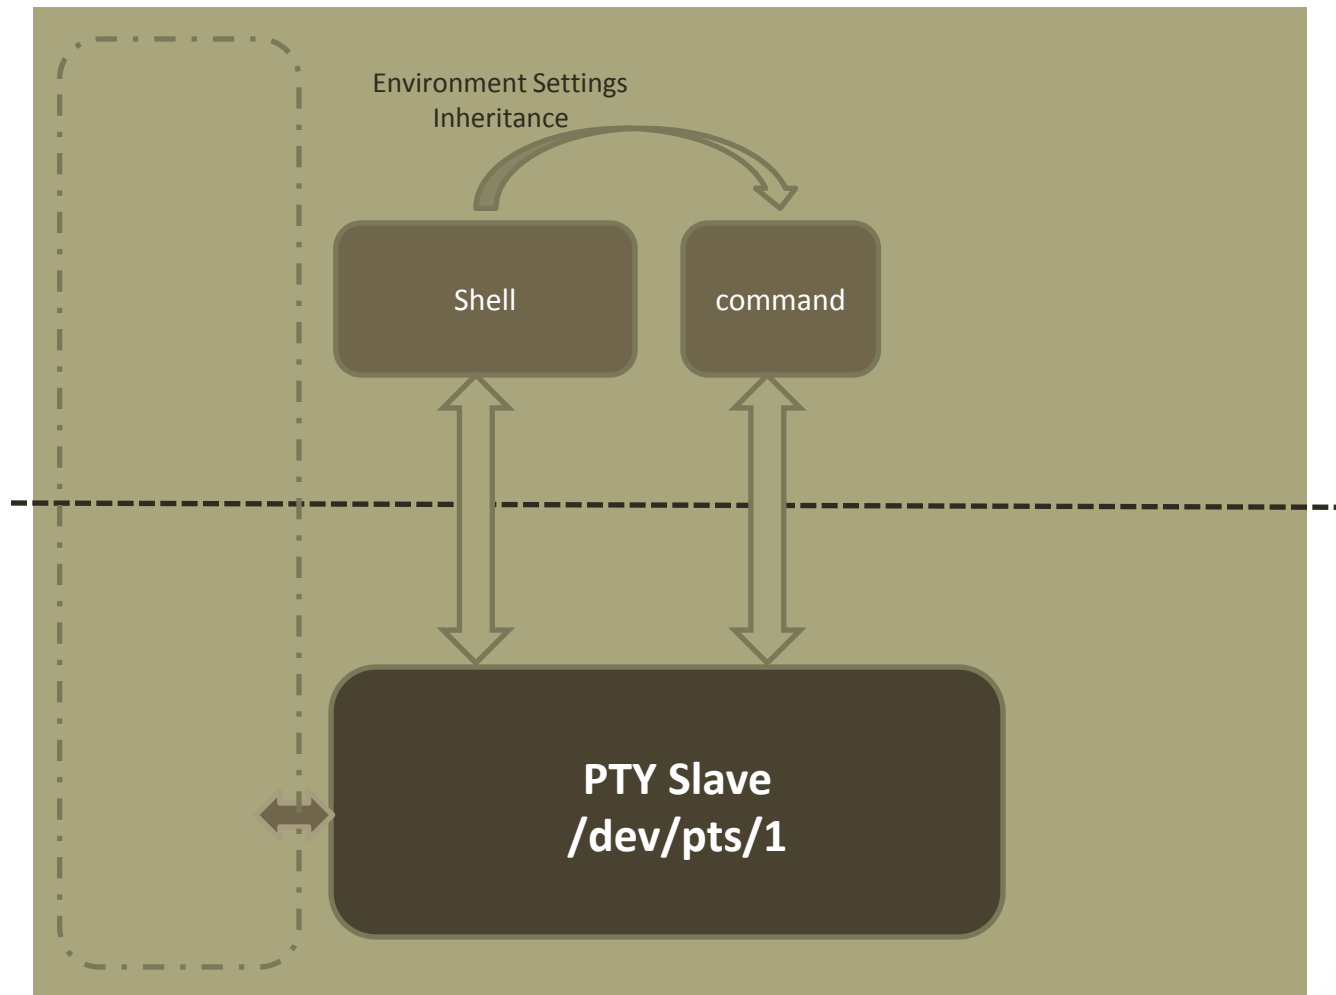 Environment Settings
Inheritance
Shell
command
PTY Slave
/dev/pts/1